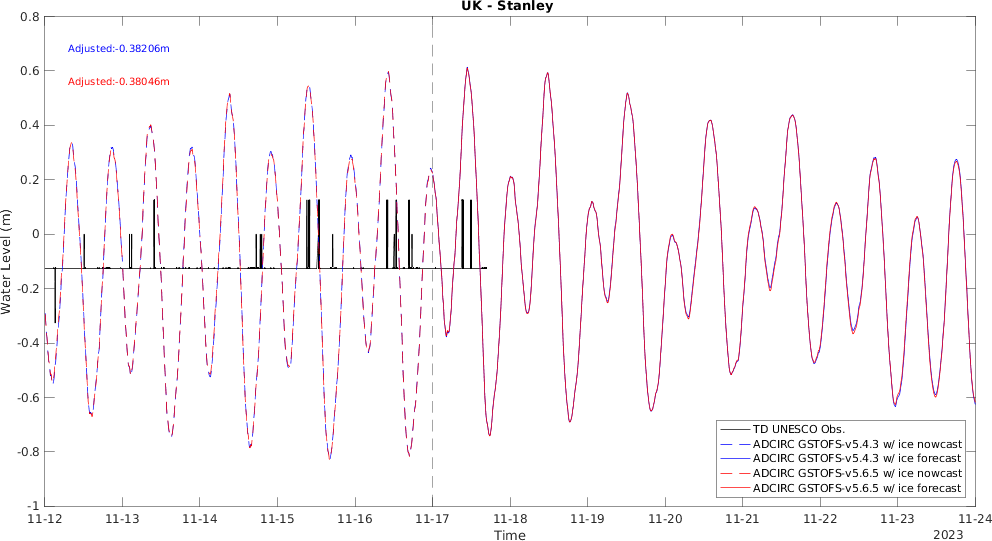 UK - Stanley
Adjusted:-0.38206m
Adjusted:-0.38046m
Water Level (m)
0.8
0.6
0.4
0.2
0
-0.2
-0.4
-0.6
-0.8
-1
TD UNESCO Obs.
ADCIRC GSTOFS-v5.4.3 w/ ice nowcast
ADCIRC GSTOFS-v5.4.3 w/ ice forecast
ADCIRC GSTOFS-v5.6.5 w/ ice nowcast
ADCIRC GSTOFS-v5.6.5 w/ ice forecast
11-12 11-13 11-14 11-15 11-16 11-17 11-18 11-19 11-20 11-21 11-22 11-23 11-24
Time
2023